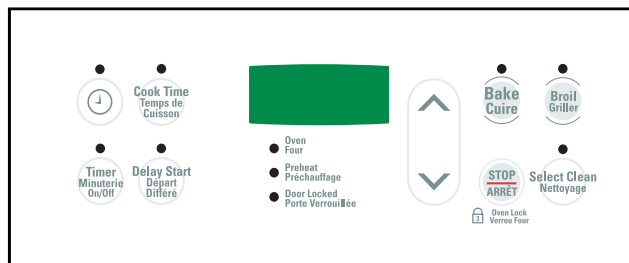 Cook Time
Temps de
Cuisson
Bake
Cuire
Broil
Griller
Oven
Four
Preheat
Préchauffage
Door Locked
Porte Verrouillée
Timer
Minuterie
On/Off
Delay Start
Départ
Différé
STOP
ARRÊT
Select Clean
Nettoyage
3
Oven Lock
Verrou Four